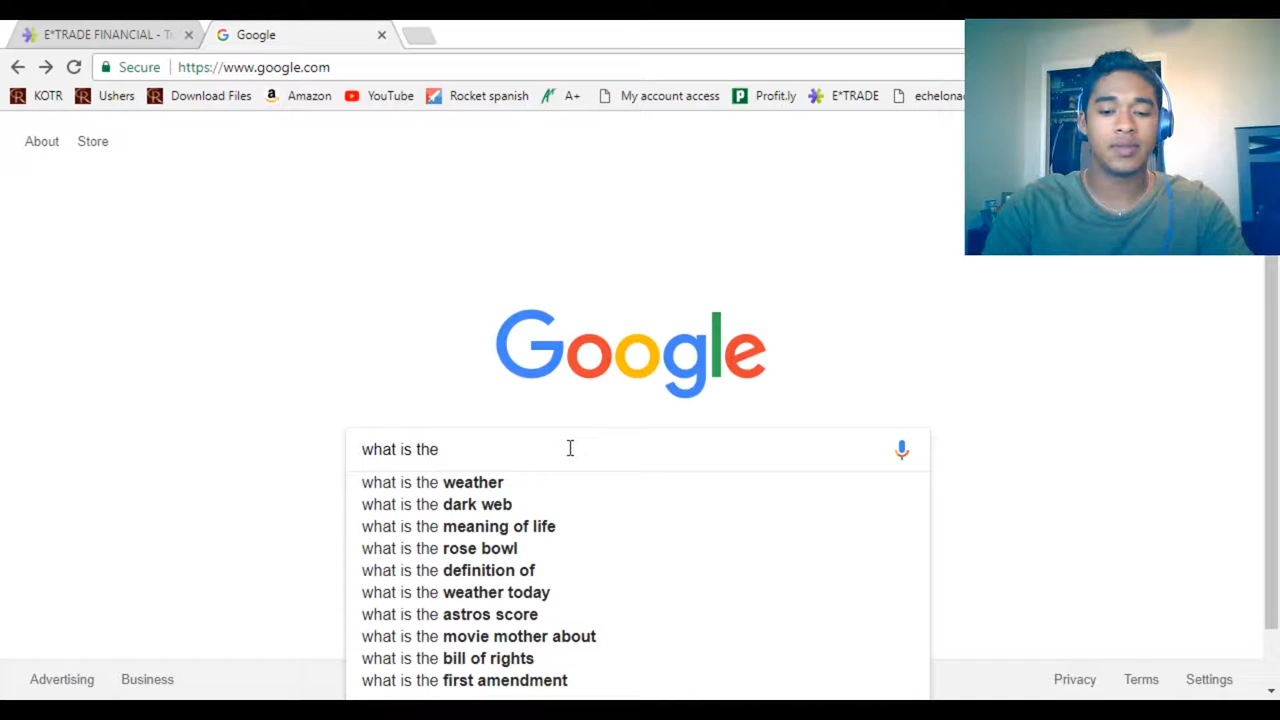 E*TRADE FINANCIAL - Tr
Google
Secure https://www.google.com
KOTR Ushers Download Files Amazon YouTube Rocket spanish A+ My account access Profit.ly E*TRADE echelona
About Store
Google
what is the
what is the weather
what is the dark web
what is the meaning of life
what is the rose bowl
what is the definition of
what is the weather today
what is the astros score
what is the movie mother about
what is the bill of rights
what is the first amendment
Advertising Business Privacy Terms Settings